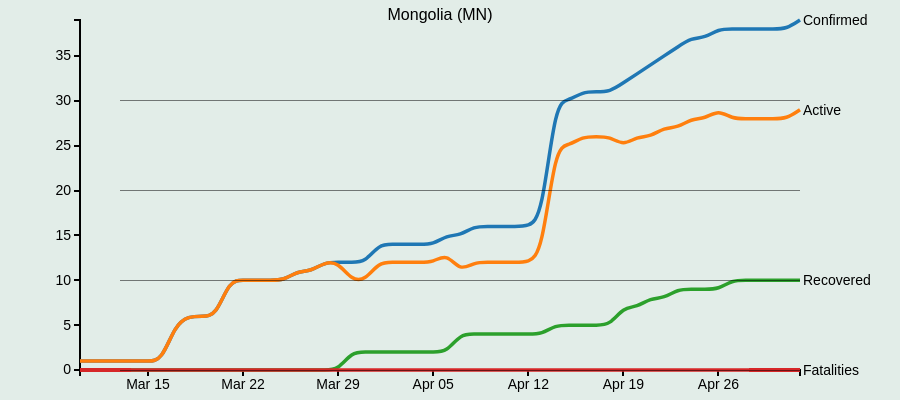 Mongolia (MN)
Confirmed
35
30
Active
25
20
15
10
Recovered
5
0
Fatalities
Mar 15 Mar 22 Mar 29 Apr 05 Apr 12 Apr 19 Apr 26